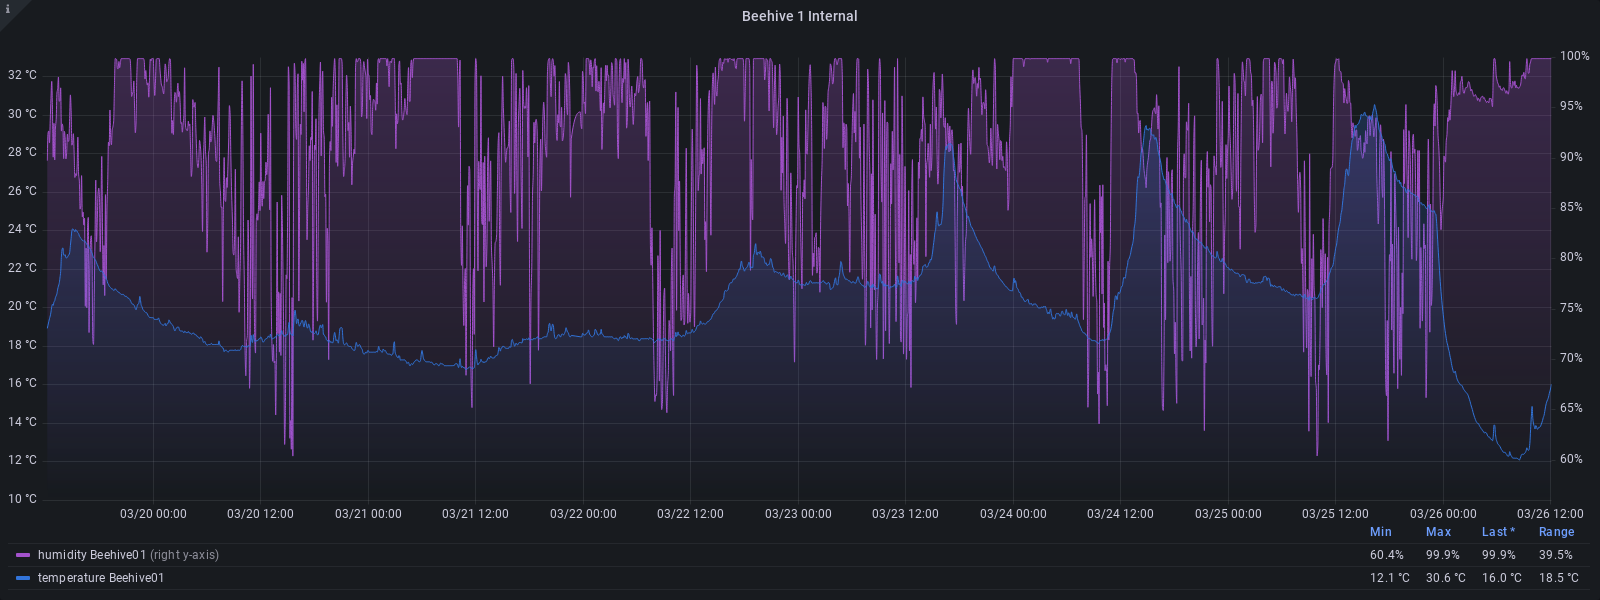 i
Beehive 1 Internal
32 °C
30 °C
28 °C
26 °C
24 °C
22 °C
20 °C
18 °C
16 °C
14 °C
12 °C
10 °C
100%
95%
90%
85%
80%
75%
70%
65%
60%
03/20 00:00 03/20 12:00 03/21 00:00 03/21 12:00 03/22 00:00 03/22 12:00 03/23 00:00 03/23 12:00 03/24 00:00 03/24 12:00 03/25 00:00 03/25 12:00 03/26 00:00 03/26 12:00
Min Max Last * Range
humidity Beehive01 (right y-axis) 60.4% 99.9% 99.9% 39.5%
temperature Beehive01 12.1 °C 30.6 °C 16.0 °C 18.5 °C